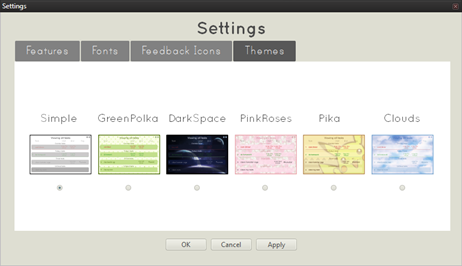 Settings
Settings
Features Fonts Feedback Icons Themes
Simple GreenPolka DarkSpace PinkRoses Pika Clouds
OK Cancel Apply